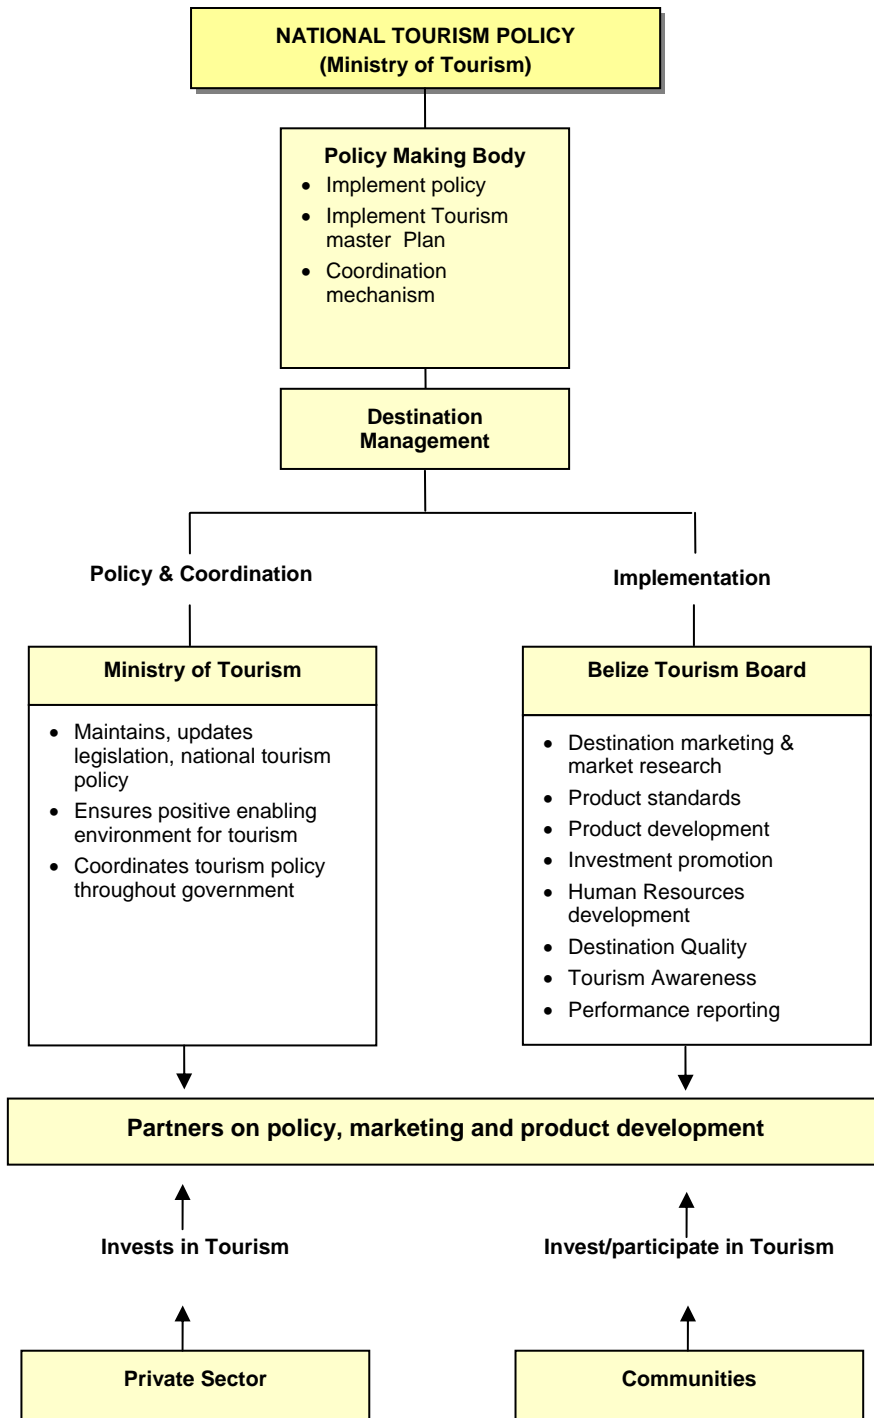 NATIONAL TOURISM POLICY
(Ministry of Tourism)
Policy Making Body
• Implement policy
• Implement Tourism
master Plan
• Coordination
mechanism
Destination
Management
Policy & Coordination
Implementation
Ministry of Tourism
• Maintains, updates
legislation, national tourism
policy
• Ensures positive enabling
environment for tourism
• Coordinates tourism policy
throughout government
Belize Tourism Board
• Destination marketing &
market research
• Product standards
• Product development
• Investment promotion
• Human Resources
development
• Destination Quality
• Tourism Awareness
• Performance reporting
Partners on policy, marketing and product development
Invests in Tourism
Invest/participate in Tourism
Private Sector
Communities